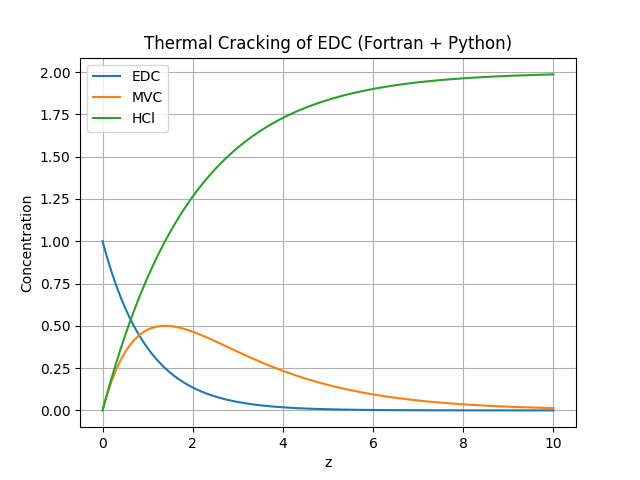 Thermal Cracking of EDC (Fortran + Python)
EDC
MVC
HCl
Concentration
2.00
1.75
1.50
1.25
1.00
0.75
0.50
0.25
0.00
0 2 4 6 8 10
z